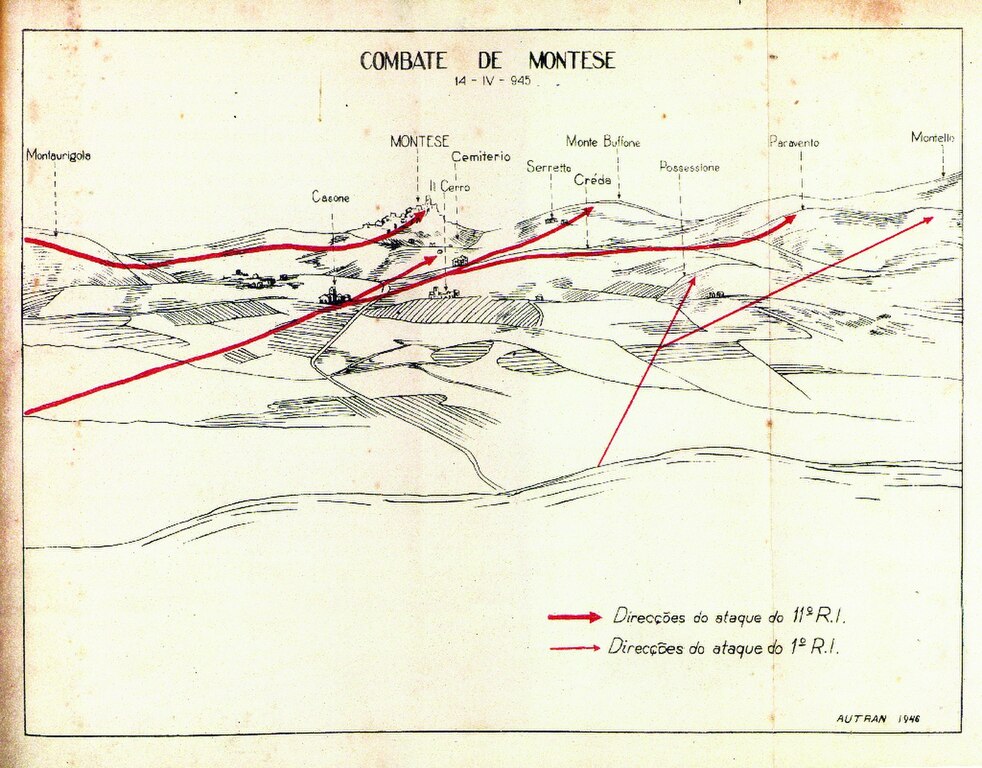 COMBATE DE MONTESE
14 - IV - 945
Montaurigola
Casone
MONTESE
Il Cerro
Cemiterio
Serretto
Créda
Monte Buffone
Possessione
Paravento
Montello
Direcções do ataque do 11º R.I.
Direcções do ataque do 1º R.I.
AUTRAN 1946